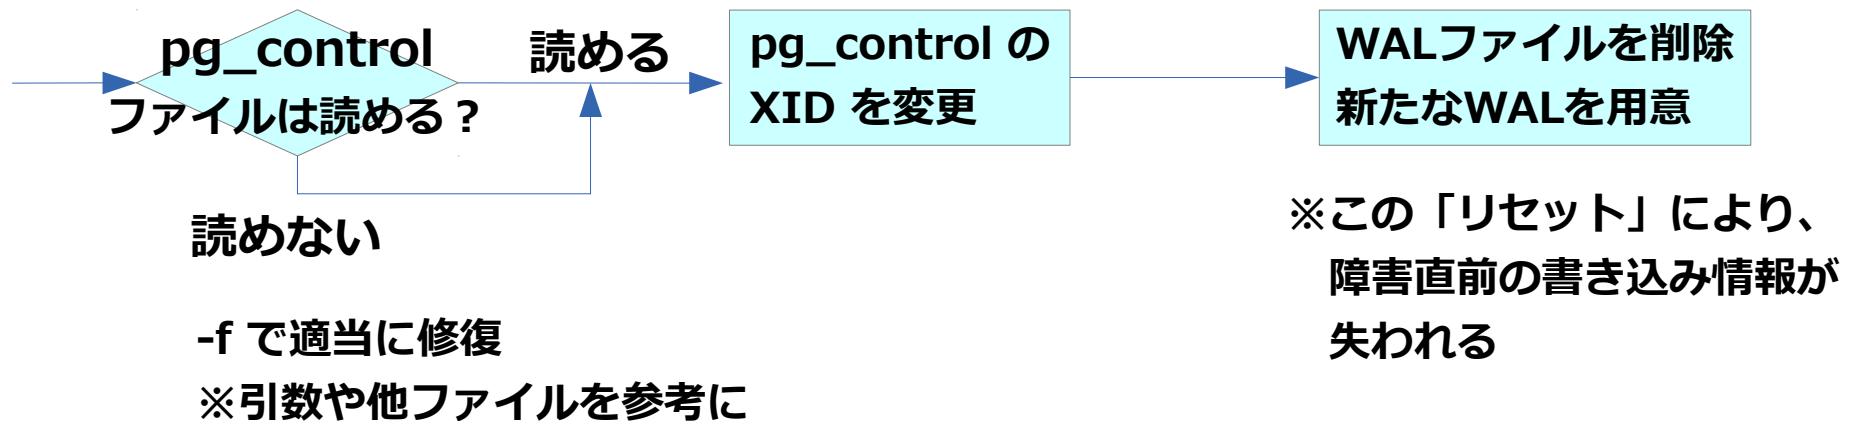 pg_control
ファイルは読める？
読める
読めない
-f で適当に修復
※引数や他ファイルを参考に
pg_control の
XID を変更
WALファイルを削除
新たなWALを用意
※この「リセット」により、
障害直前の書き込み情報が
失われる